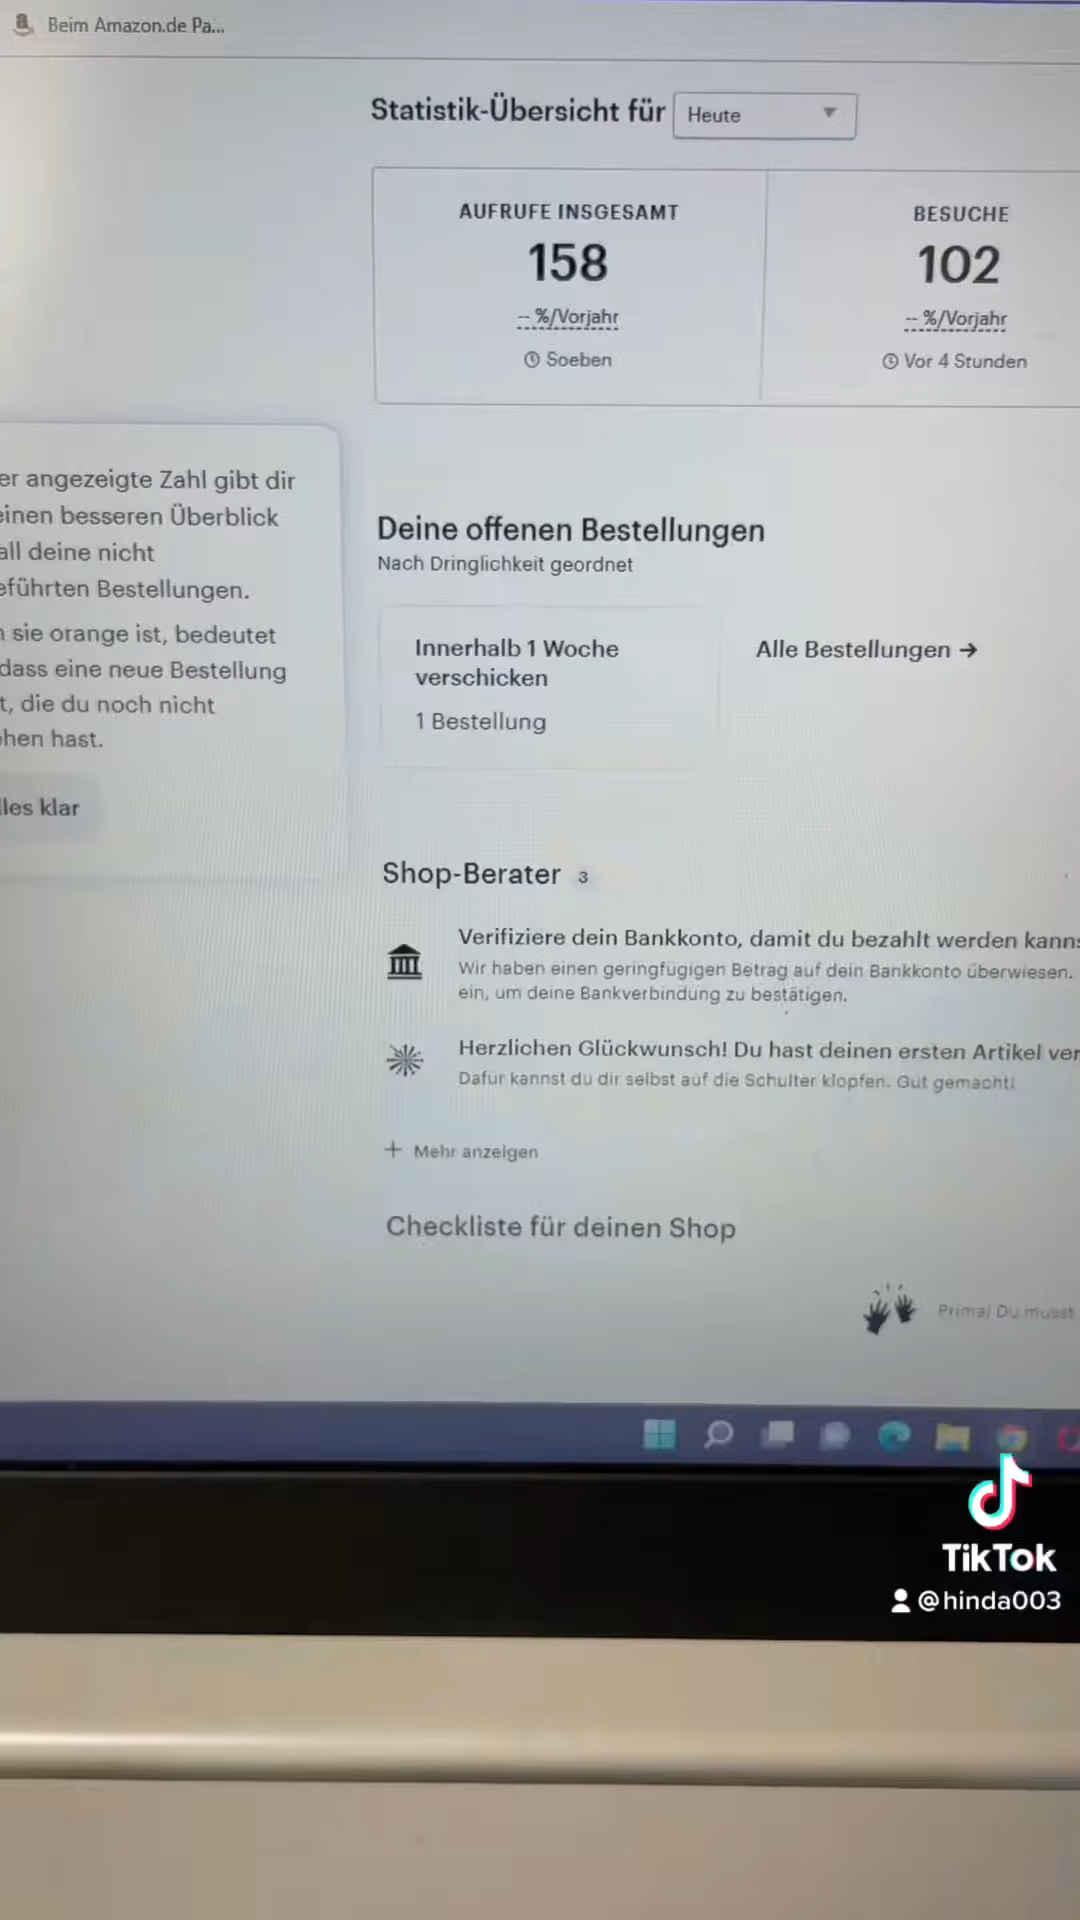 Beim Amazon.de Pa...
Statistik-Übersicht für Heute
AUFRUFE INSGESAMT
158
-- %/Vorjahr
Soeben
BESUCHE
102
-- %/Vorjahr
Vor 4 Stunden
er angezeigte Zahl gibt dir
einen besseren Überblick
all deine nicht
eführten Bestellungen.
n sie orange ist, bedeutet
dass eine neue Bestellung
t, die du noch nicht
hen hast.
lles klar
Deine offenen Bestellungen
Nach Dringlichkeit geordnet
Innerhalb 1 Woche
verschicken
1 Bestellung
Alle Bestellungen →
Shop-Berater 3
Verifiziere dein Bankkonto, damit du bezahlt werden kanns
Wir haben einen geringfügigen Betrag auf dein Bankkonto überwiesen.
ein, um deine Bankverbindung zu bestätigen.
Herzlichen Glückwunsch! Du hast deinen ersten Artikel ver
Dafür kannst du dir selbst auf die Schulter klopfen. Gut gemacht!
+ Mehr anzeigen
Checkliste für deinen Shop
Prima! Du musst
TikTok
@hinda003